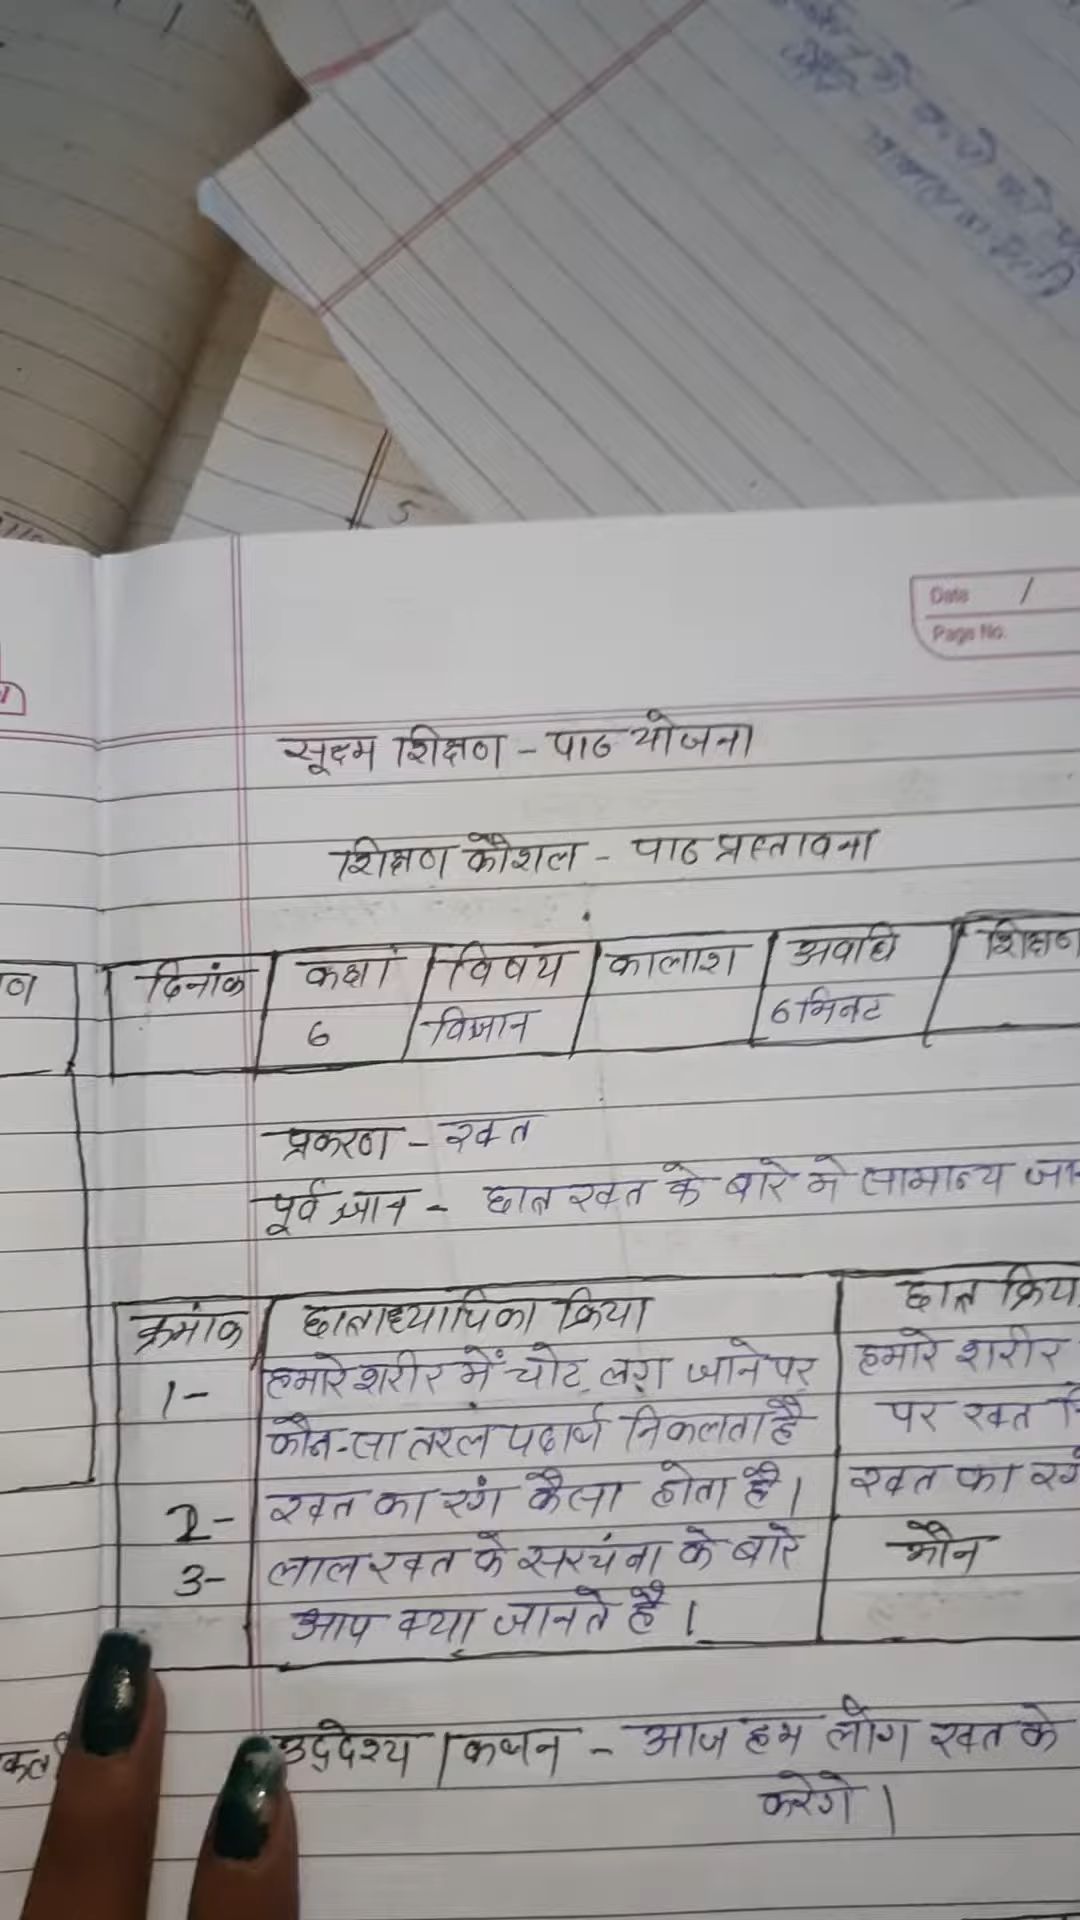 Date /
Page No.
सूक्ष्म शिक्षण - पाठ योजना
शिक्षण कौशल - पाठ प्रस्तावना
दिनांक कक्षा विषय कालाश अवधि शिक्षण
6 विज्ञान 6 मिनट
प्रकरण - रक्त
पूर्व ज्ञान - छात्र रक्त के बारे मे सामान्य
क्रमांक छात्राध्यापिका क्रिया छात्र क्रिया
1- हमारे शरीर में चोट लग जाने पर हमारे शरीर
कौन-सा तरल पदार्थ निकलता है पर रक्त
2- रक्त का रंग कैसा होता है। रक्त का रंग
3- लाल रक्त के सरचंना के बारे मौन
आप क्या जानते है।
उद्देश्य कथन - आज हम लोग रक्त के
करेगे।